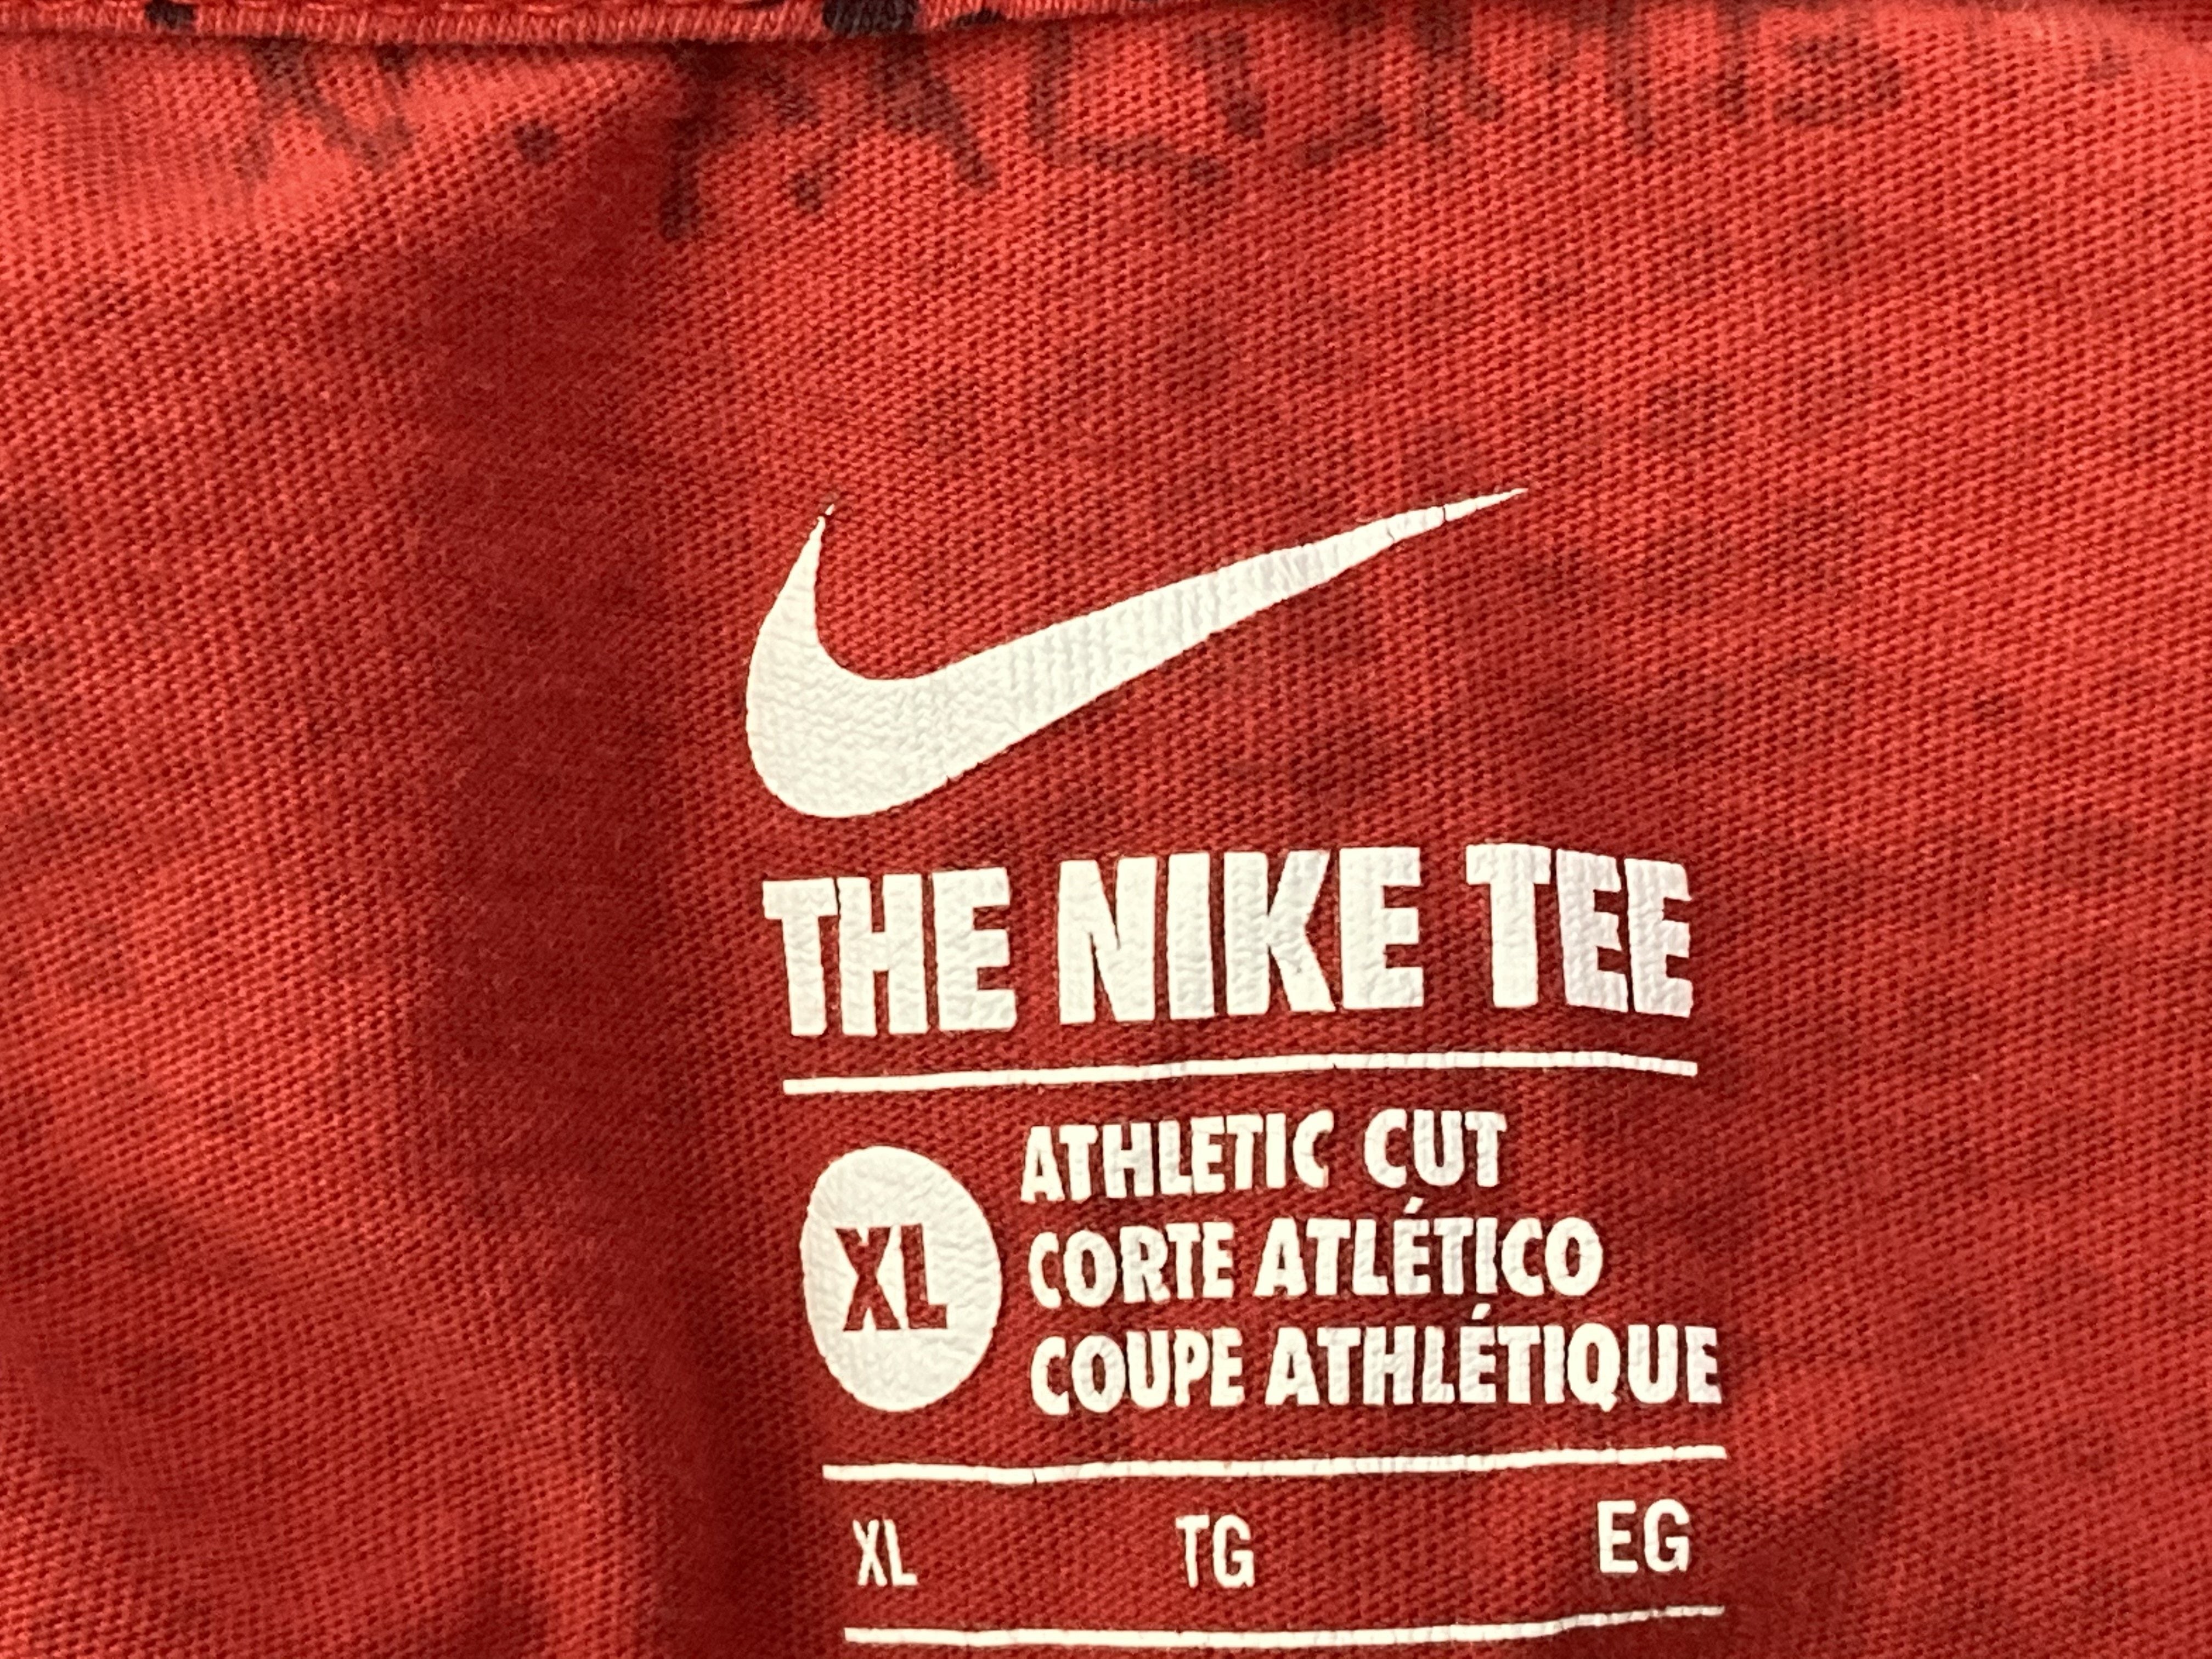 THE NIKE TEE
XL
ATHLETIC CUT
CORTE ATLÉTICO
COUPE ATHLÉTIQUE
XL TG EG